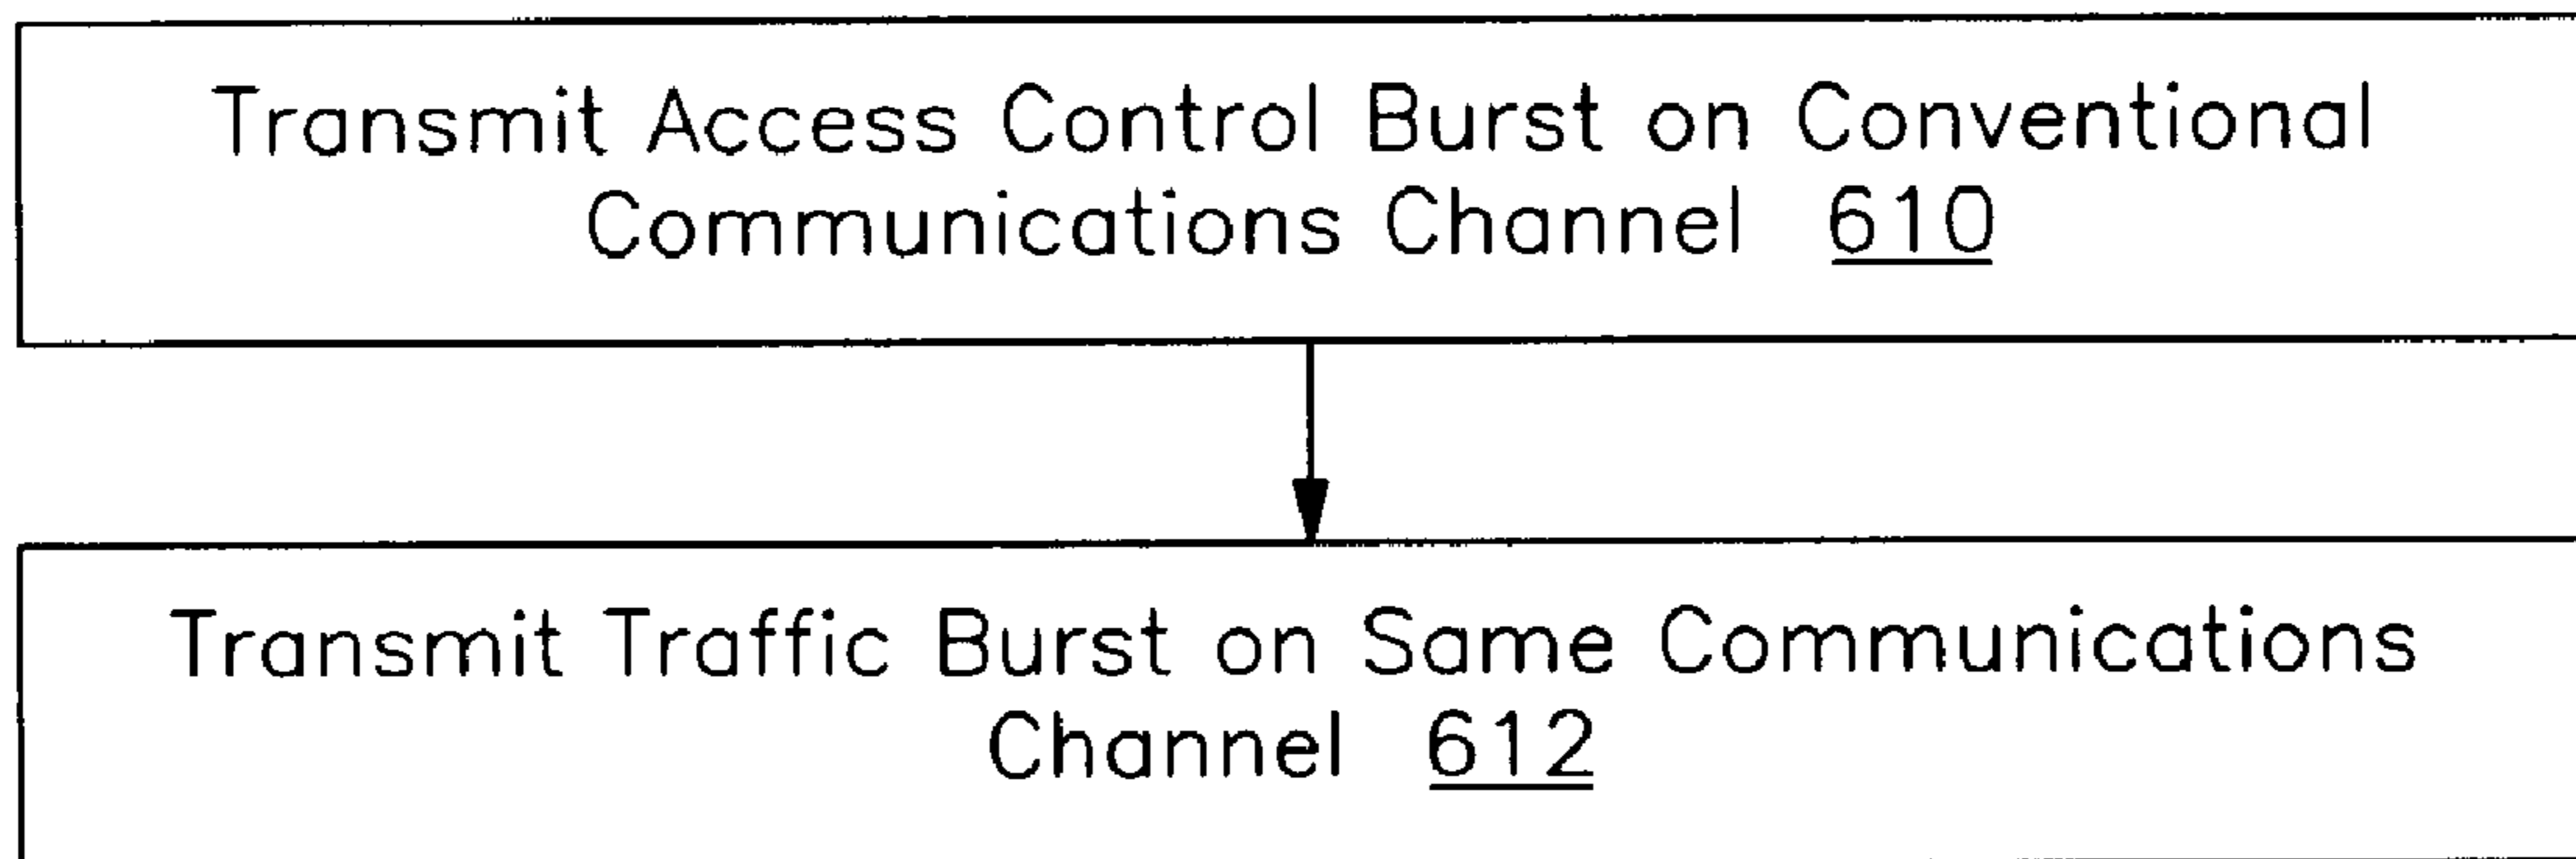 Transmit Access Control Burst on Conventional
Communications Channel 610
Transmit Traffic Burst on Same Communications
Channel 612